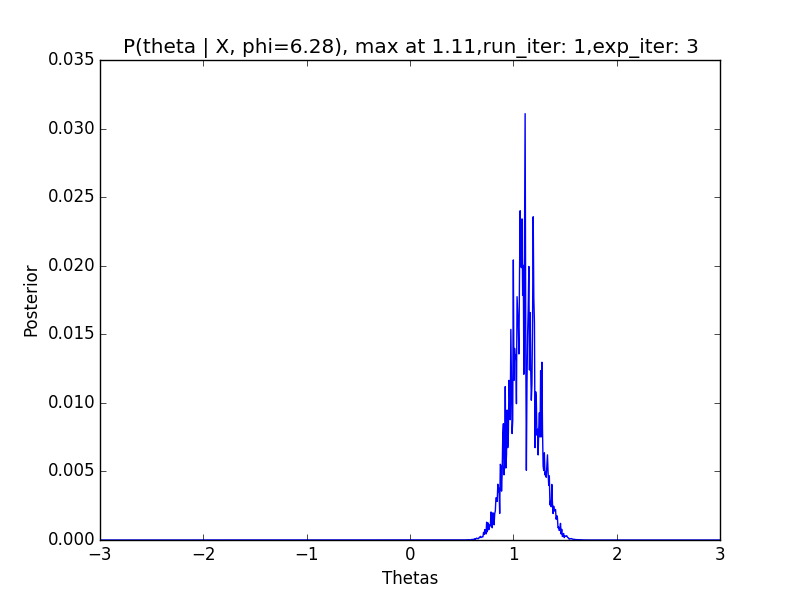 P(theta | X, phi=6.28), max at 1.11,run_iter: 1,exp_iter: 3
0.035
0.030
0.025
0.020
0.015
0.010
0.005
0.000
Posterior
−3 −2 −1 0 1 2 3
Thetas